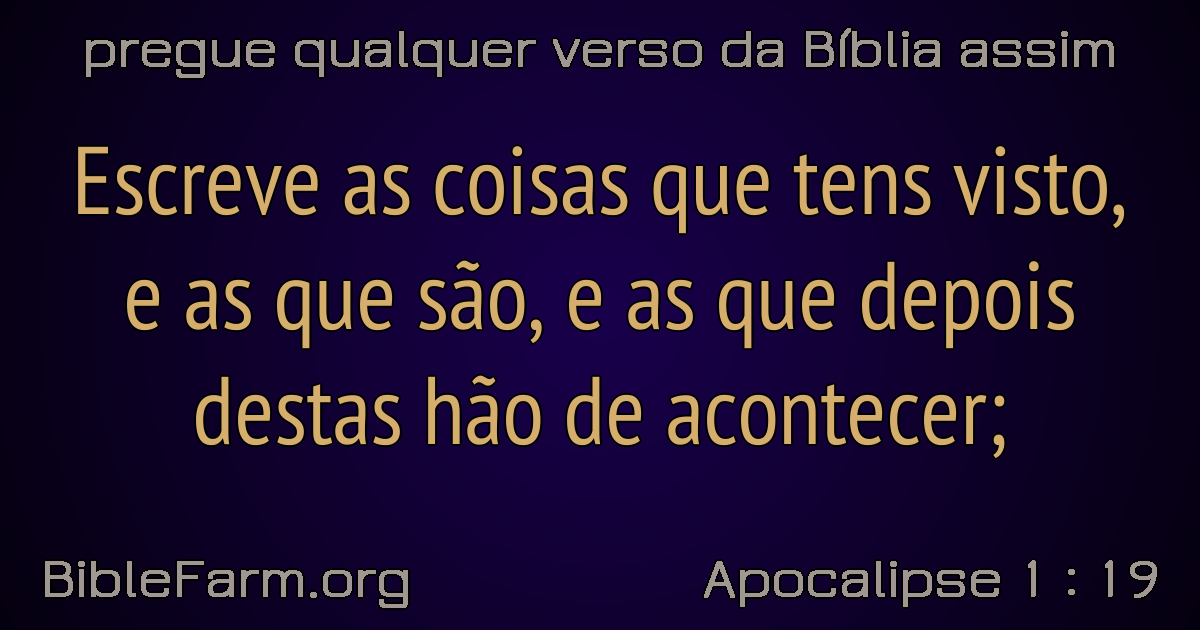 pregue qualquer verso da Bíblia assim
Escreve as coisas que tens visto,
e as que são, e as que depois
destas hão de acontecer;
BibleFarm.org
Apocalipse 1 : 19